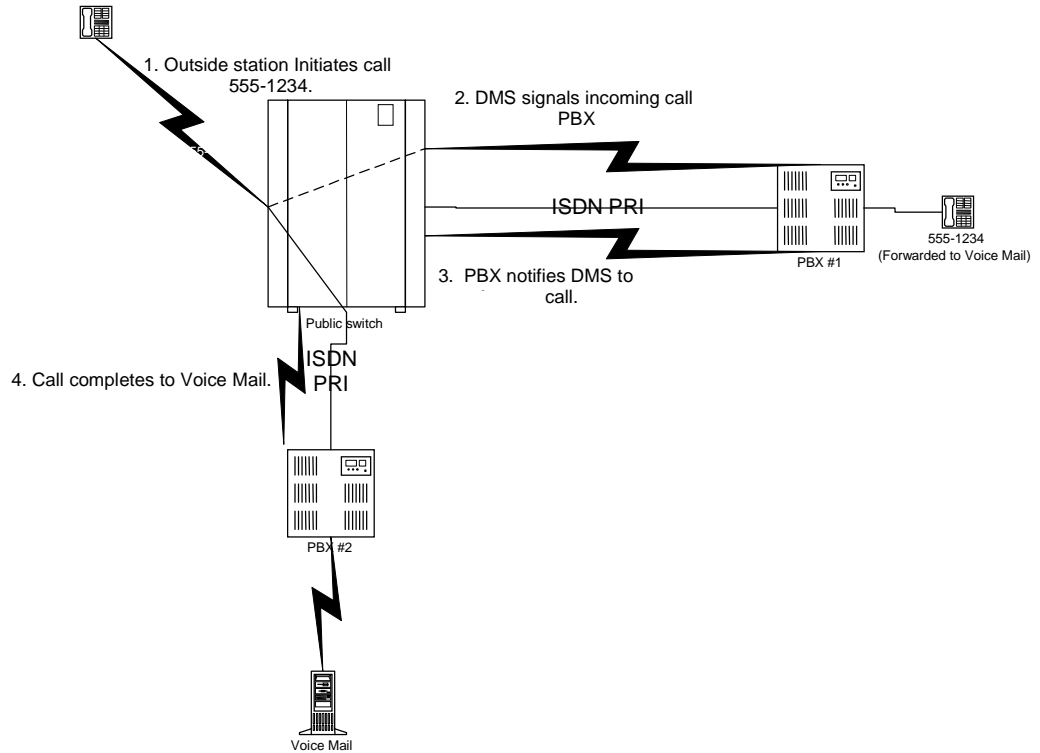 1. Outside station Initiates call
555-1234.
2. DMS signals incoming call
PBX
ISDN PRI
555-1234
(Forwarded to Voice Mail)
PBX #1
3. PBX notifies DMS to
call.
Public switch
ISDN
PRI
4. Call completes to Voice Mail.
PBX #2
Voice Mail